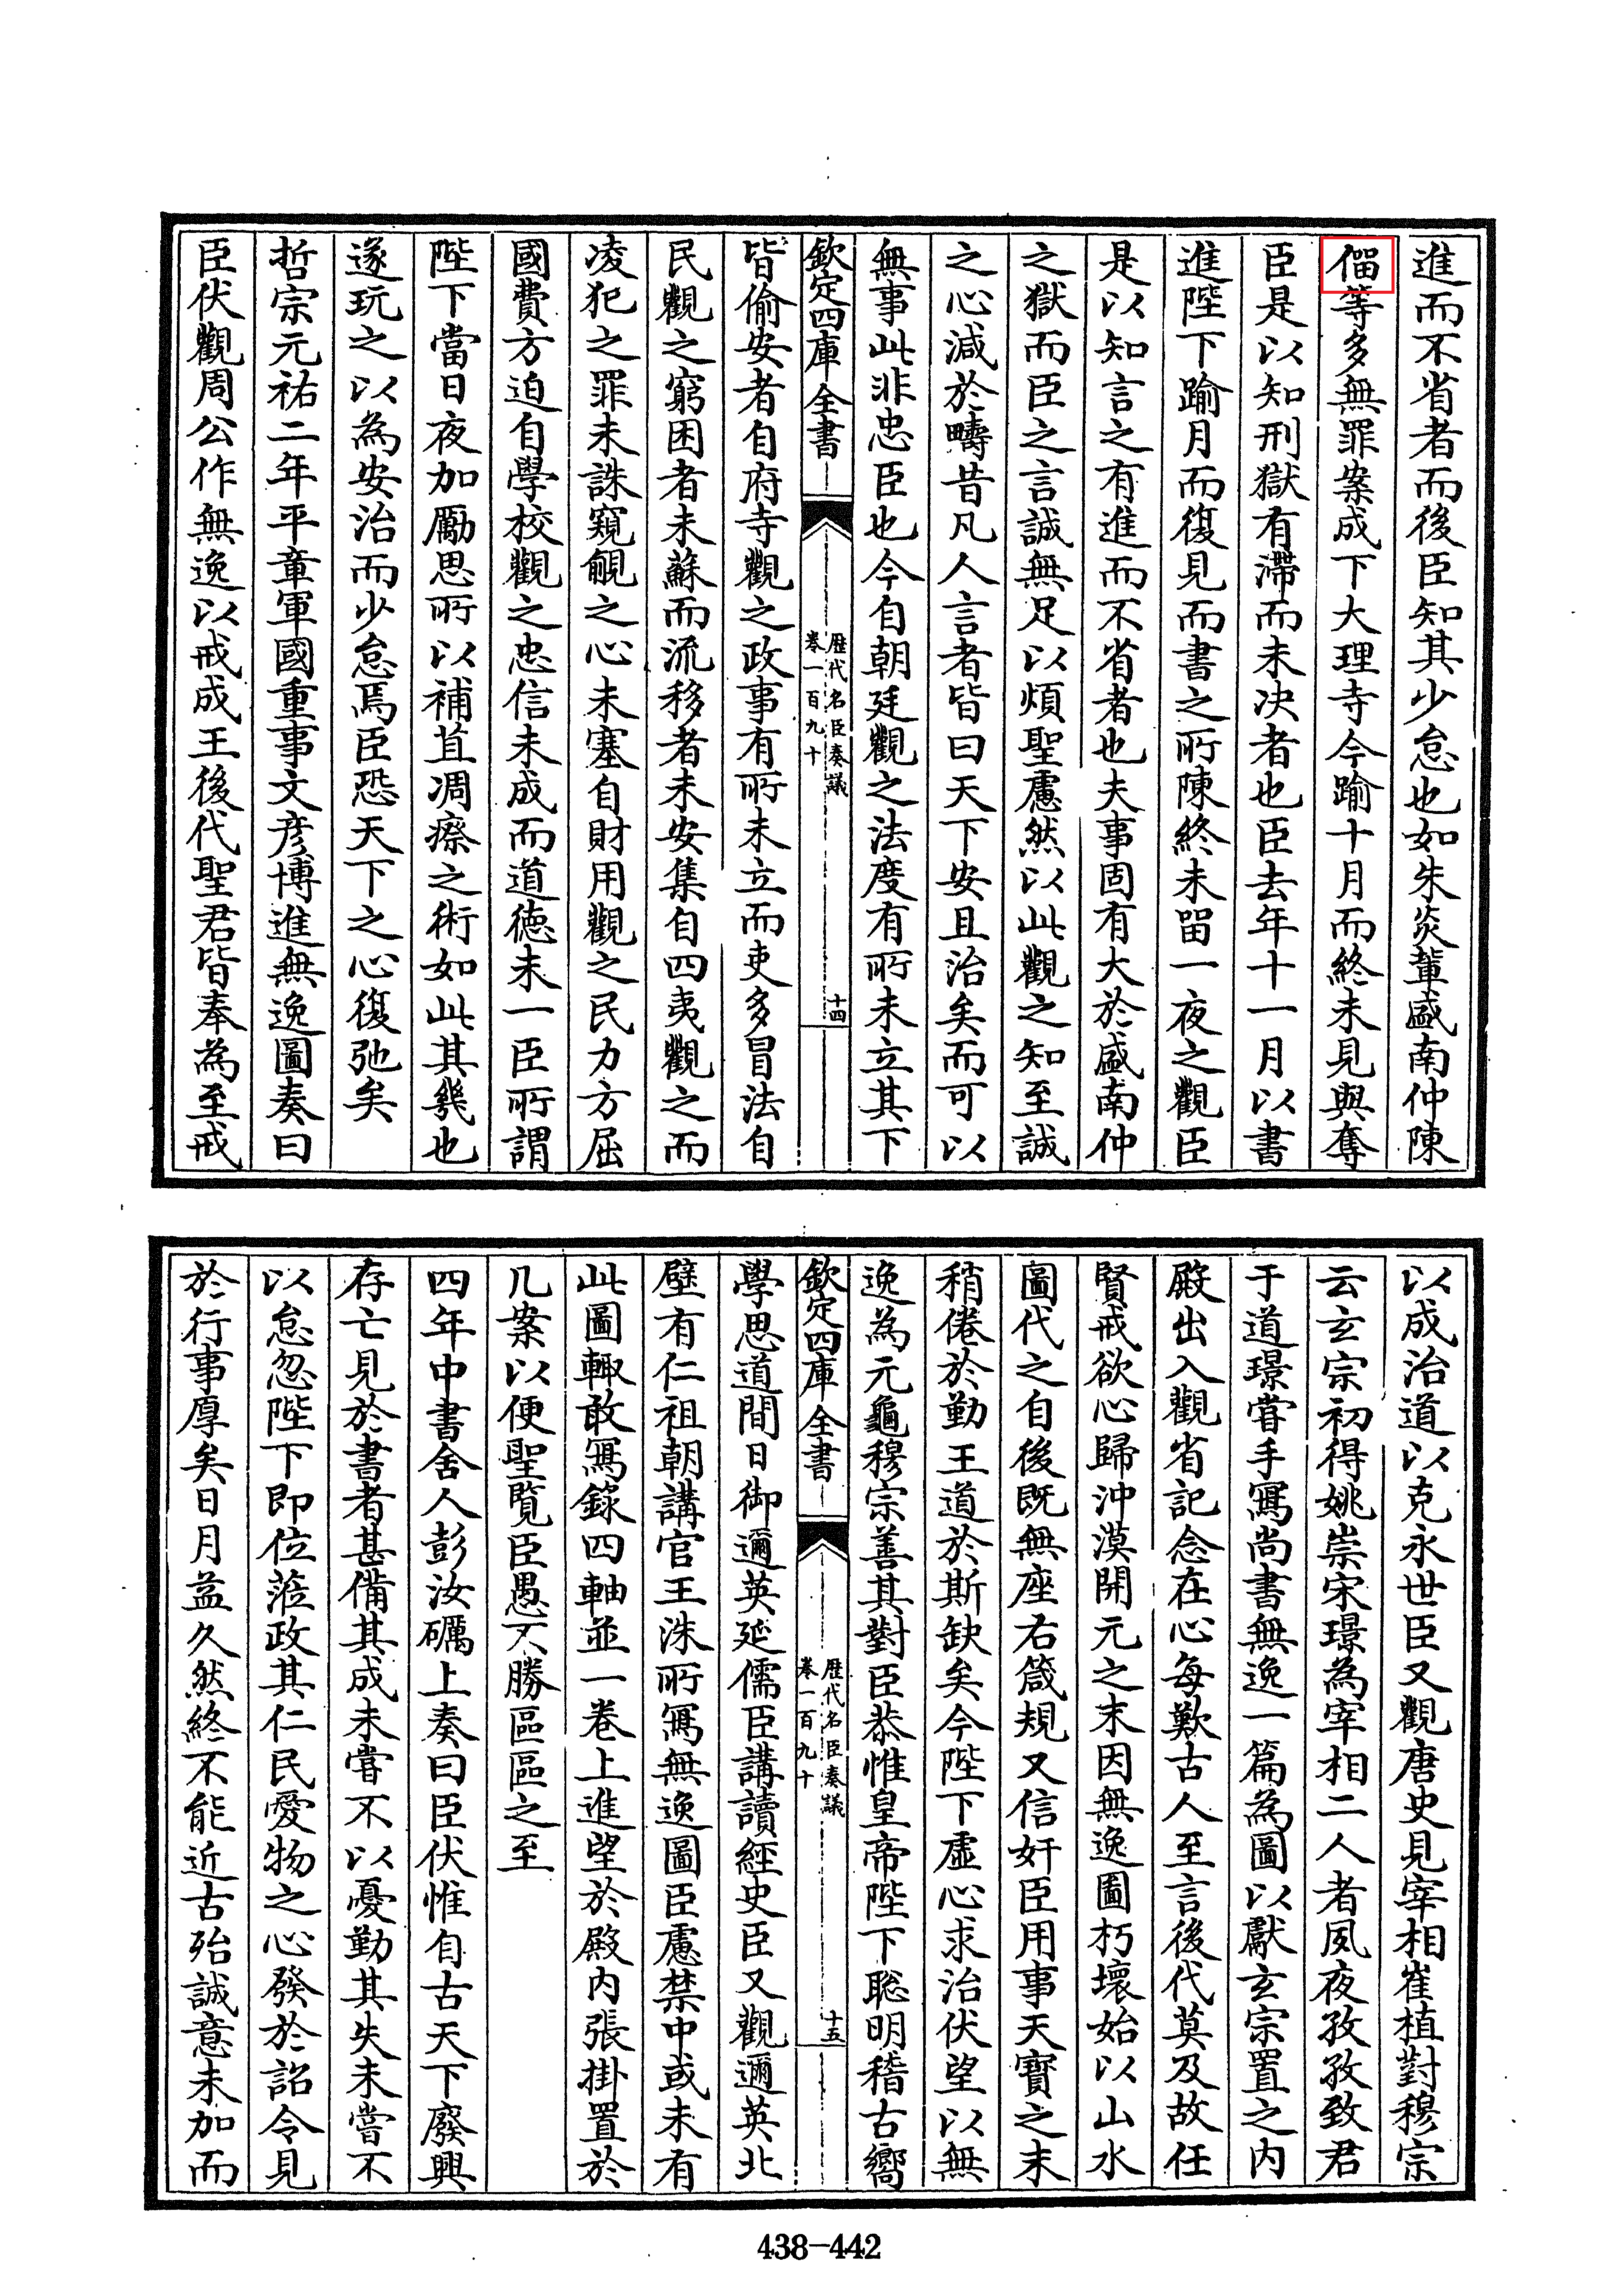 進而不省者而後臣知其少怠也如朱炎輩盛南仲陳
偘等多無罪案成下大理寺今踰十月而終未見與奪
臣是以知刑獄有滯而未决者也臣去年十一月以書
進陛下踰月而復見而書之所陳終未留一夜之觀臣
是以知言之有進而不省者也夫事固有大於盛南仲
之獄而臣之言誠無足以煩聖慮然以此觀之知至誠
之心減於疇昔凡人言者皆曰天下安且治矣而可以
無事此非忠臣也今自朝廷觀之法度有所未立其下
欽定四庫全書
歴代名臣奏議
卷一百九十
十四
皆偷安者自府寺觀之政事有所未立而吏多冒法自
民觀之窮困者未蘇而流移者未安集自四夷觀之而
凌犯之罪未誅窺覦之心未塞自財用觀之民力方屈
國費方迫自學校觀之忠信未成而道徳未一臣所謂
陛下當日夜加勵思所以補苴凋瘵之術如此其幾也
遂玩之以為安治而少怠焉臣恐天下之心復弛矣
哲宗元祐二年平章軍國重事文彦博進無逸圖奏曰
臣伏觀周公作無逸以戒成王後代聖君皆奉為至戒
以成治道以克永世臣又觀唐史見宰相崔植對穆宗
云玄宗初得姚崇宋璟為宰相二人者夙夜孜孜致君
于道璟嘗手寫尚書無逸一篇為圖以獻玄宗置之内
殿出入觀省記念在心每歎古人至言後代莫及故任
賢戒欲心歸沖漠開元之末因無逸圖朽壞始以山水
圖代之自後既無座右箴規又信奸臣用事天寳之末
稍倦於勤王道於斯缺矣今陛下虛心求治伏望以無
逸為元龜穆宗善其對臣恭惟皇帝陛下聡明稽古嚮
欽定四庫全書
歴代名臣奏議
卷一百九十
十五
學思道間日御邇英延儒臣講讀經史臣又觀邇英北
壁有仁祖朝講官王洙所寫無逸圖臣慮禁中或未有
此圖輙敢寫錄四軸並一卷上進望於殿内張掛置於
几案以便聖覧臣愚不勝區區之至
四年中書舍人彭汝礪上奏曰臣伏惟自古天下廢興
存亡見於書者甚備其成未嘗不以憂勤其失未嘗不
以怠忽陛下即位蒞政其仁民愛物之心發於詔令見
於行事厚矣日月益久然終不能近古殆誠意未加而
438-442